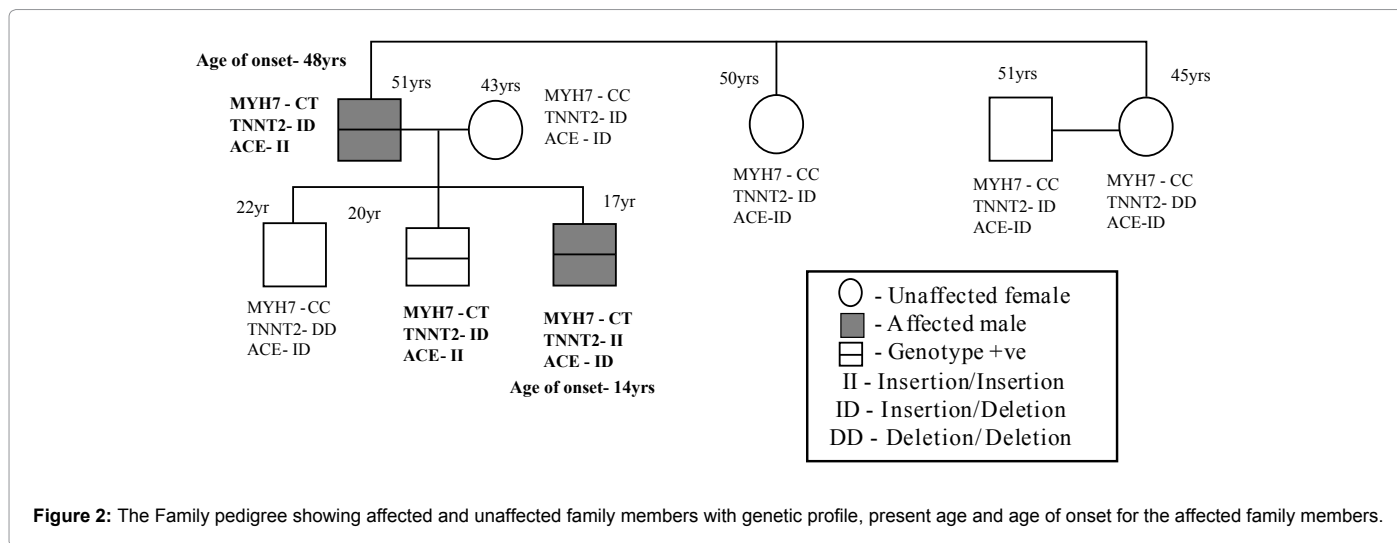 Age of onset- 48yrs
51yrs
MYH7 - CT
TNNT2- ID
ACE- II
43yrs
MYH7 - CC
TNNT2- ID
ACE - ID
50yrs
MYH7 - CC
TNNT2- ID
ACE-ID
51yrs
MYH7 - CC
TNNT2- ID
ACE-ID
45yrs
MYH7 - CC
TNNT2- DD
ACE-ID
22yr
MYH7 -CC
TNNT2- DD
ACE- ID
20yr
MYH7 -CT
TNNT2- ID
ACE- II
17yr
MYH7 - CT
TNNT2- II
ACE - ID
Age of onset- 14yrs
- Unaffected female
- Affected male
- Genotype +ve
II - Insertion/Insertion
ID - Insertion/Deletion
DD - Deletion/Deletion
Figure 2: The Family pedigree showing affected and unaffected family members with genetic profile, present age and age of onset for the affected family members.